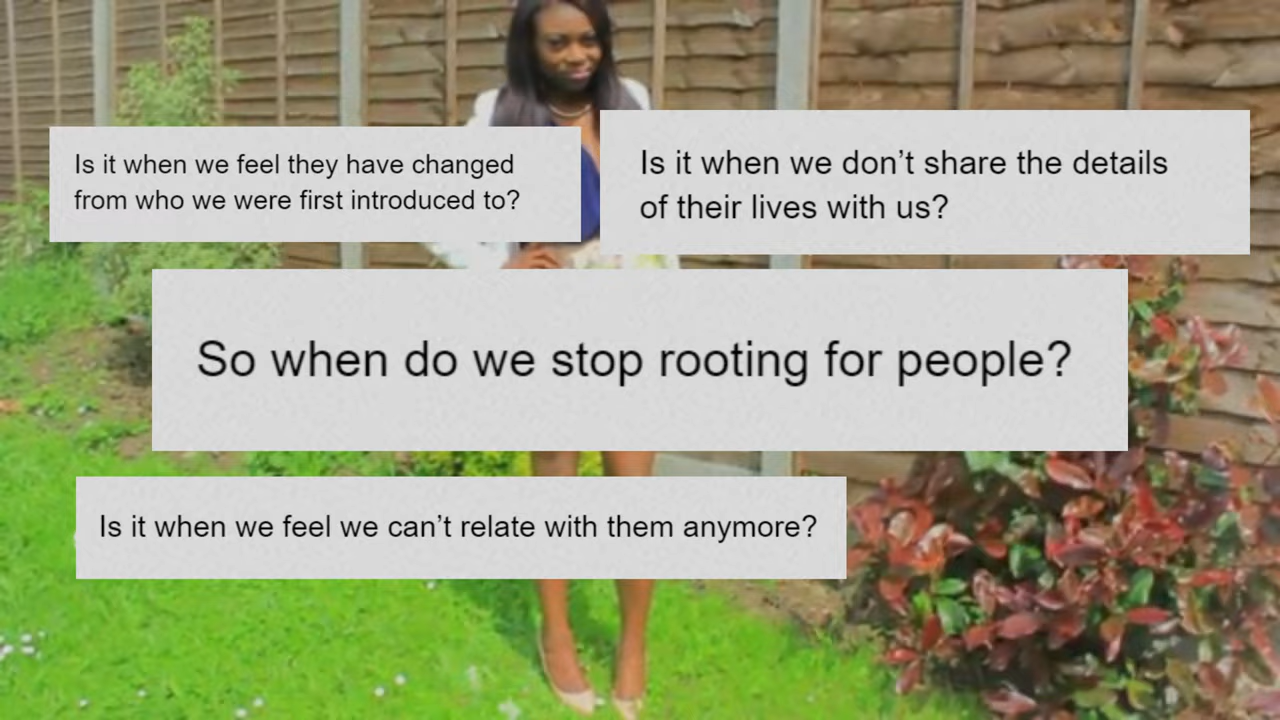 Is it when we feel they have changed
from who we were first introduced to?
Is it when we don’t share the details
of their lives with us?
So when do we stop rooting for people?
Is it when we feel we can’t relate with them anymore?